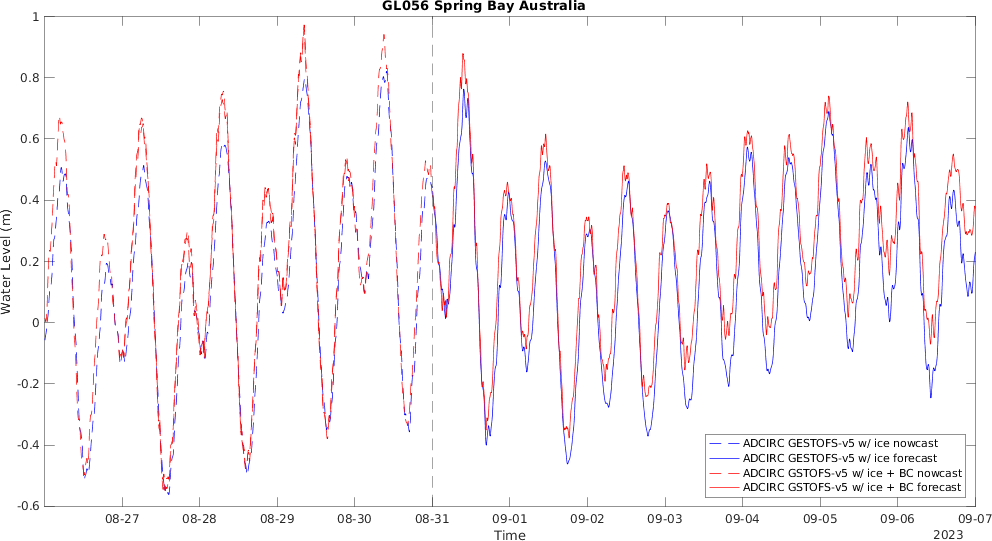 GL056 Spring Bay Australia
1
0.8
0.6
0.4
0.2
0
-0.2
-0.4
-0.6
Water Level (m)
08-27 08-28 08-29 08-30 08-31 09-01 09-02 09-03 09-04 09-05 09-06 09-07
Time
2023
ADCIRC GESTOFS-v5 w/ ice nowcast
ADCIRC GESTOFS-v5 w/ ice forecast
ADCIRC GSTOFS-v5 w/ ice + BC nowcast
ADCIRC GSTOFS-v5 w/ ice + BC forecast